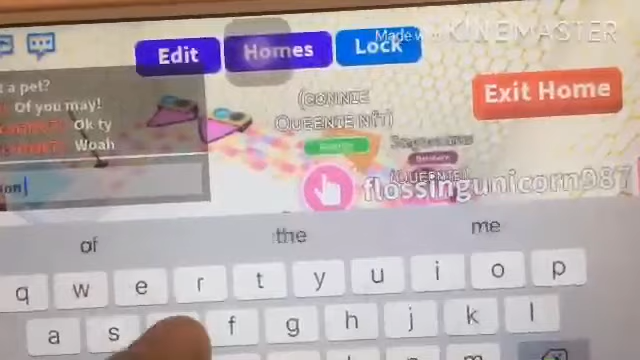 Made with KINEMASTER
Edit
Homes
Lock
t a pet?
Of you may!
Ok ty
Woah
Exit Home
(CONNIE
QUEENIE N(T)
(QUEENIE)
flossingunicorn987
of
the
me
q w e r t y u i o p
a s f g h j k l